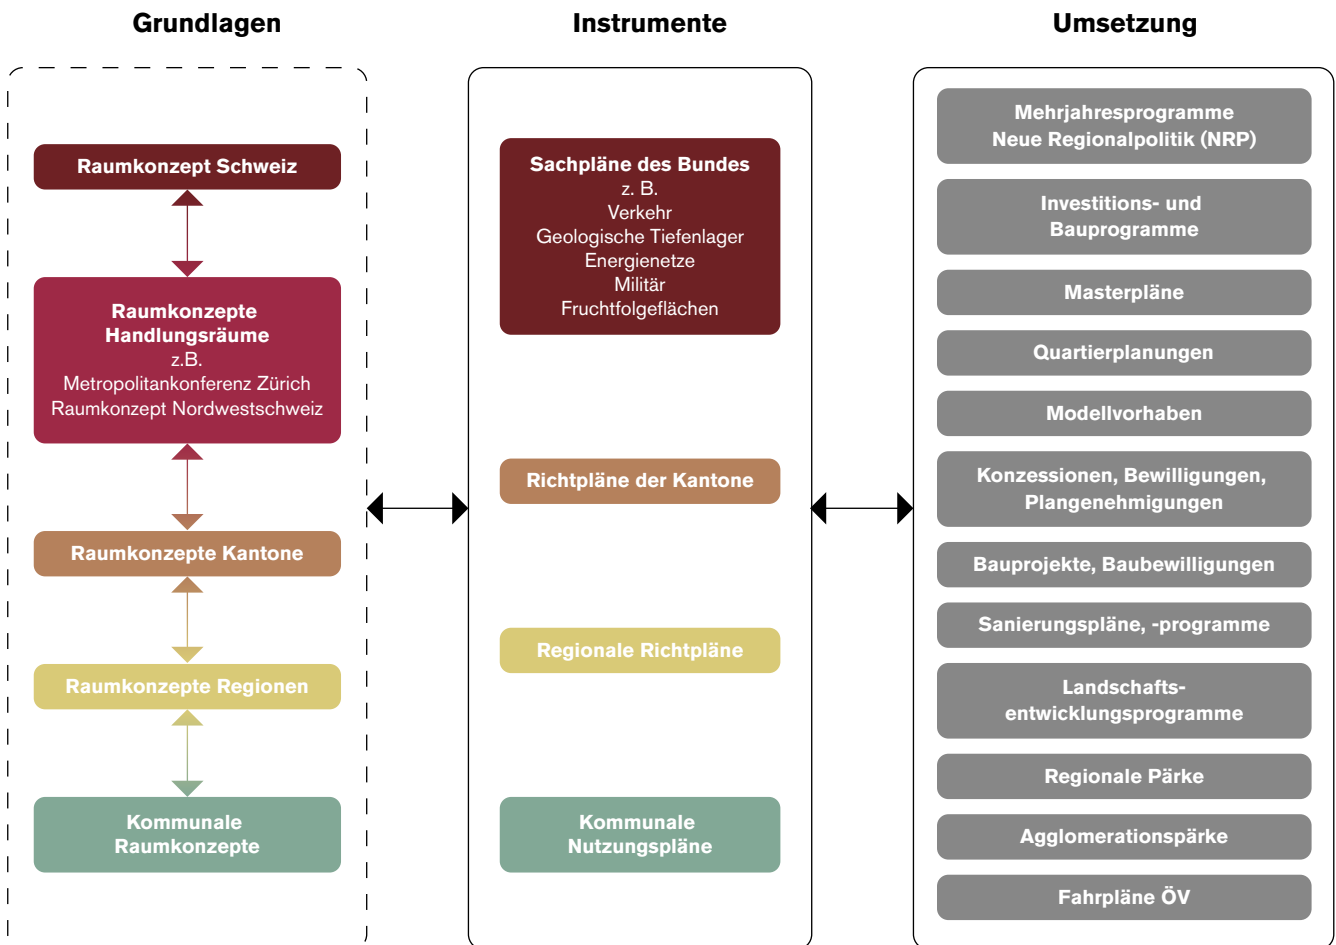 Grundlagen
Raumkonzept Schweiz
Raumkonzepte
Handlungsräume
z.B.
Metropolitankonferenz Zürich
Raumkonzept Nordwestschweiz
Raumkonzepte Kantone
Raumkonzepte Regionen
Kommunale
Raumkonzepte
Instrumente
Sachpläne des Bundes
z. B.
Verkehr
Geologische Tiefenlager
Energienetze
Militär
Fruchtfolgeflächen
Richtpläne der Kantone
Regionale Richtpläne
Kommunale
Nutzungspläne
Umsetzung
Mehrjahresprogramme
Neue Regionalpolitik (NRP)
Investitions- und
Bauprogramme
Masterpläne
Quartierplanungen
Modellvorhaben
Konzessionen, Bewilligungen,
Plangenehmigungen
Bauprojekte, Baubewilligungen
Sanierungspläne, -programme
Landschafts-
entwicklungsprogramme
Regionale Pärke
Agglomerationspärke
Fahrpläne ÖV